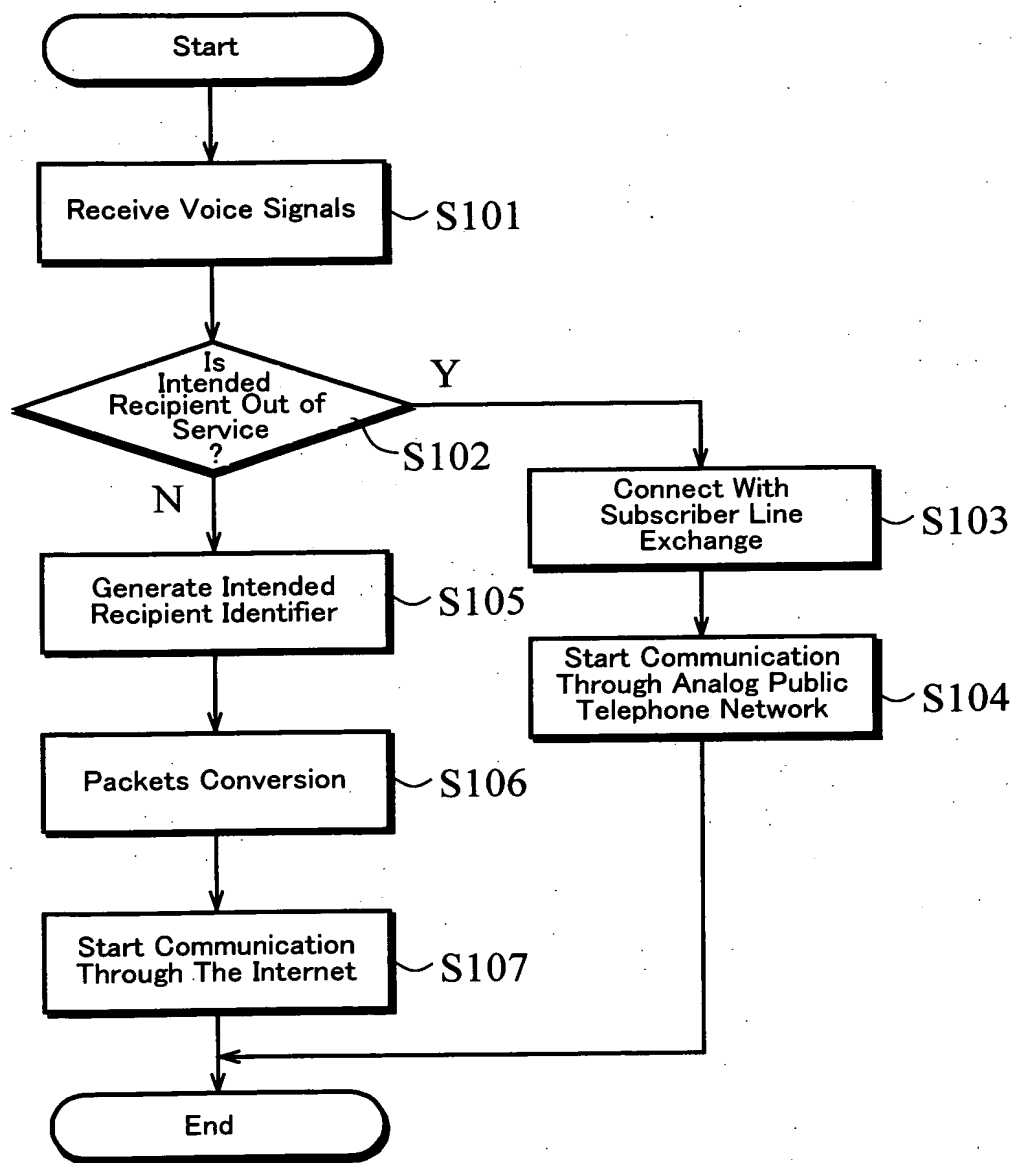 Start
Receive Voice Signals
S101
Is
Intended
Recipient Out of
Service
?
S102
Y
N
Connect With
Subscriber Line
Exchange
S103
Start Communication
Through Analog Public
Telephone Network
S104
Generate Intended
Recipient Identifier
S105
Packets Conversion
S106
Start Communication
Through The Internet
S107
End